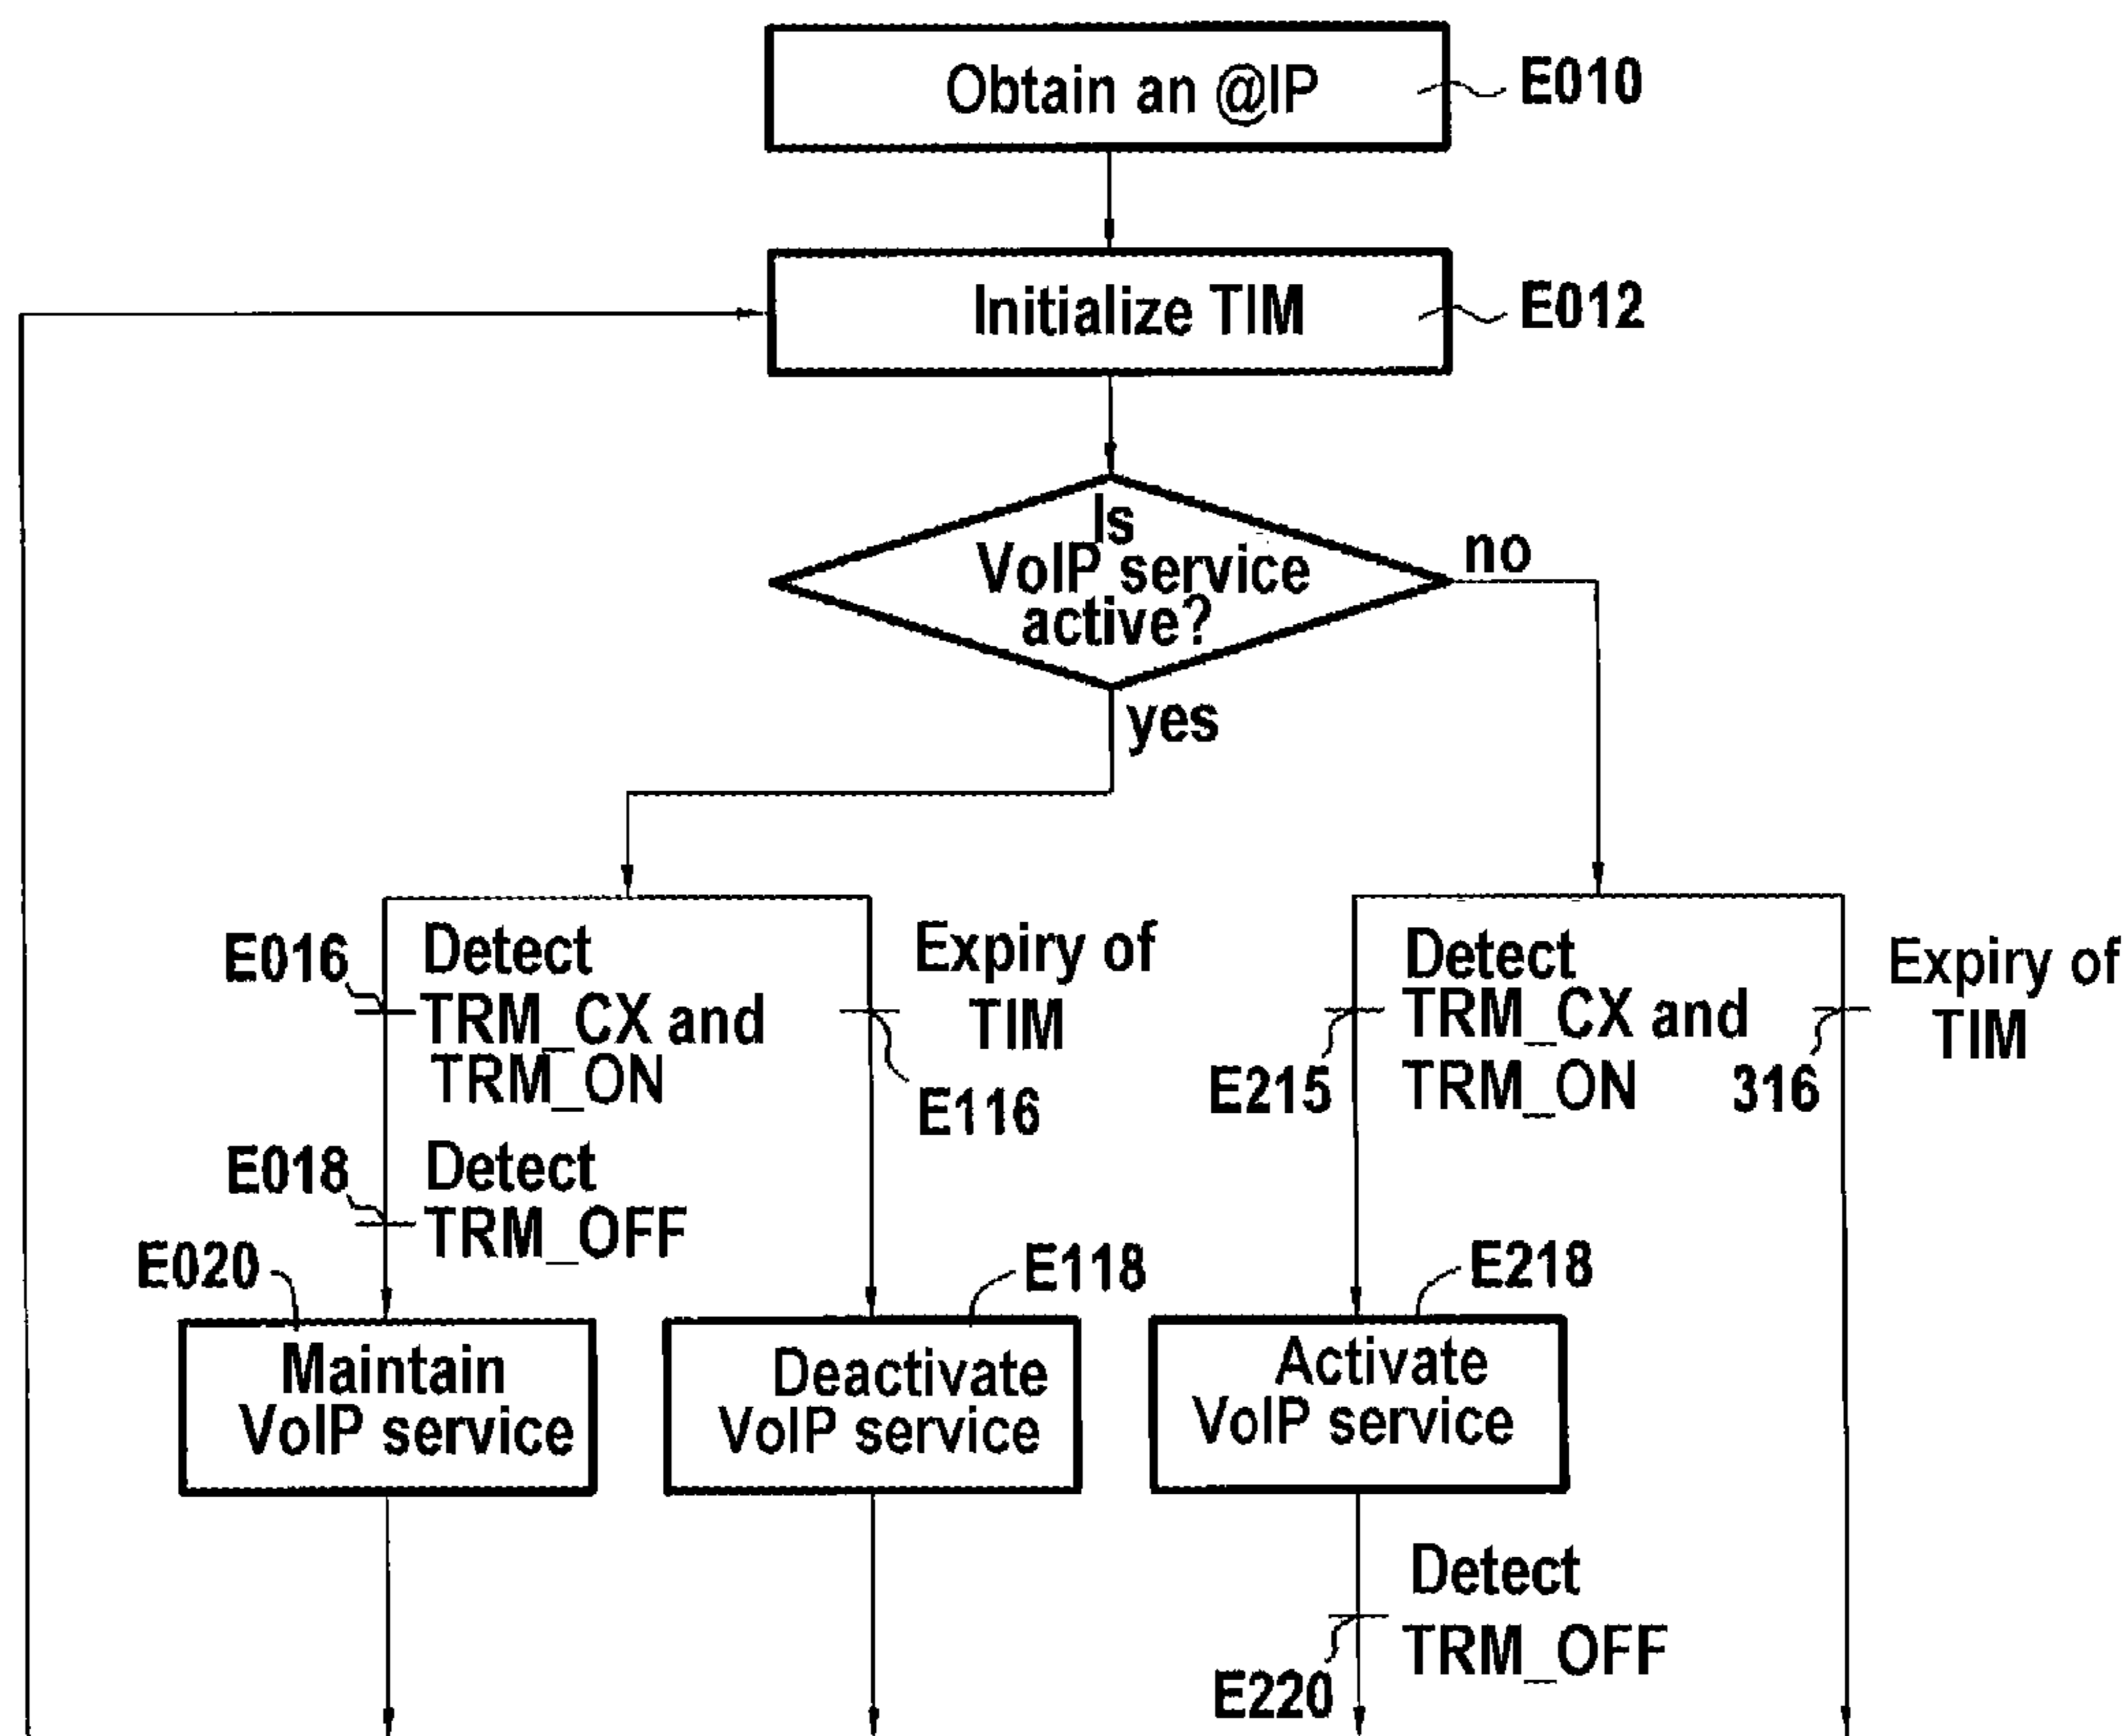 Obtain an @IP
E010
Initialize TIM
E012
Is
VoIP service
active?
no
yes
E016
Detect
TRM_CX and
TRM_ON
Expiry of
TIM
E116
E215
Detect
TRM_CX and
TRM_ON
316
Expiry of
TIM
E018
Detect
TRM_OFF
E020
Maintain
VoIP service
E118
Deactivate
VoIP service
E218
Activate
VoIP service
Detect
TRM_OFF
E220